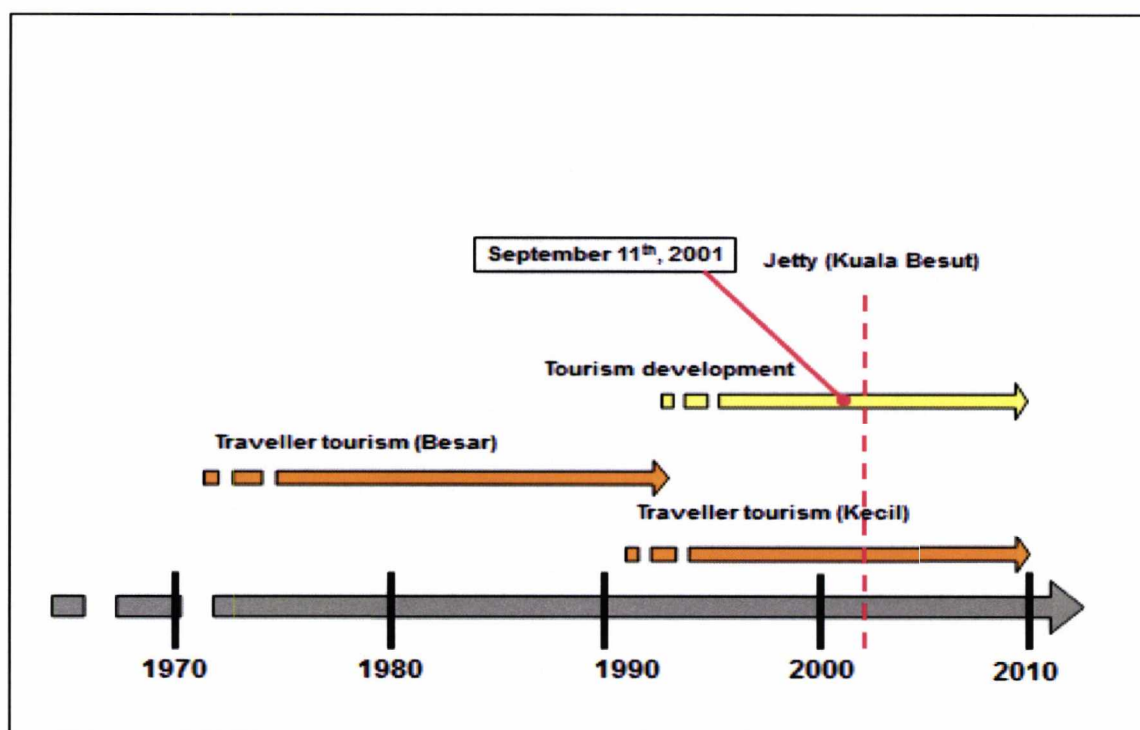 September 11th, 2001
Jetty (Kuala Besut)
Tourism development
Traveller tourism (Besar)
Traveller tourism (Kecil)
1970 1980 1990 2000 2010